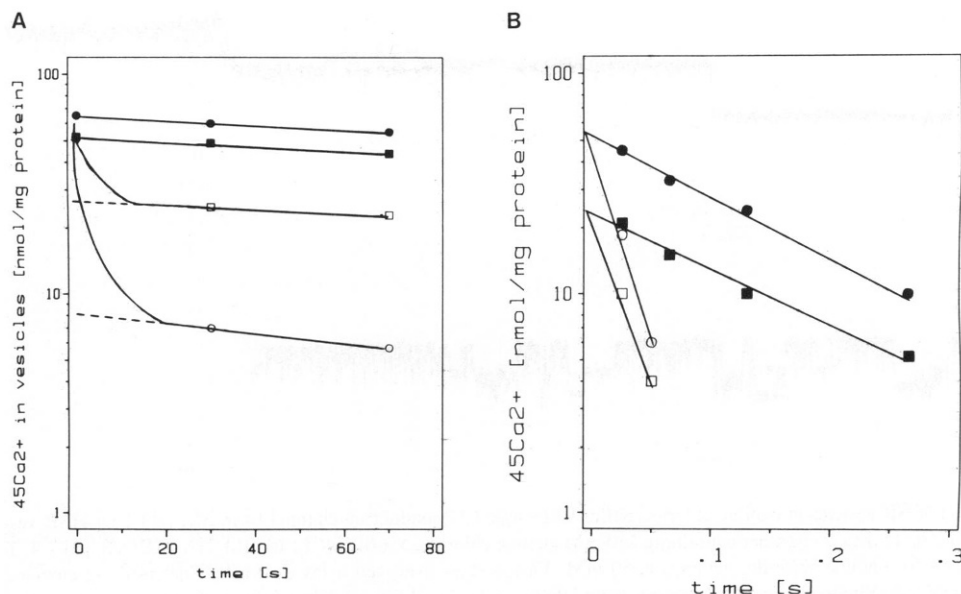 A
45Ca2+ in vesicles [nmol/mg protein]
100
10
1
0
20
40
60
80
time [s]
B
45Ca2+ [nmol/mg protein]
100
10
1
0
.1
.2
.3
time [s]